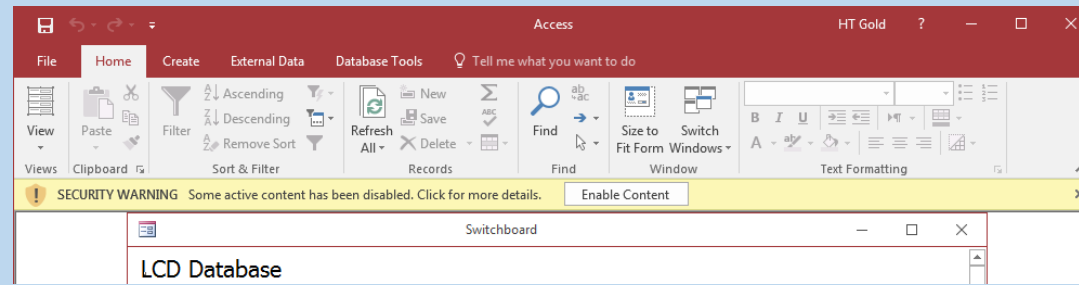 Access HT Gold ?
File Home Create External Data Database Tools Tell me what you want to do
Ascending New ab
Descending Save ABC ac
View Paste Filter Remove Sort Refresh All Delete Find Size to Fit Form Switch Windows B I U A
Views Clipboard Sort & Filter Records Find Window Text Formatting
SECURITY WARNING Some active content has been disabled. Click for more details. Enable Content
Switchboard
LCD Database